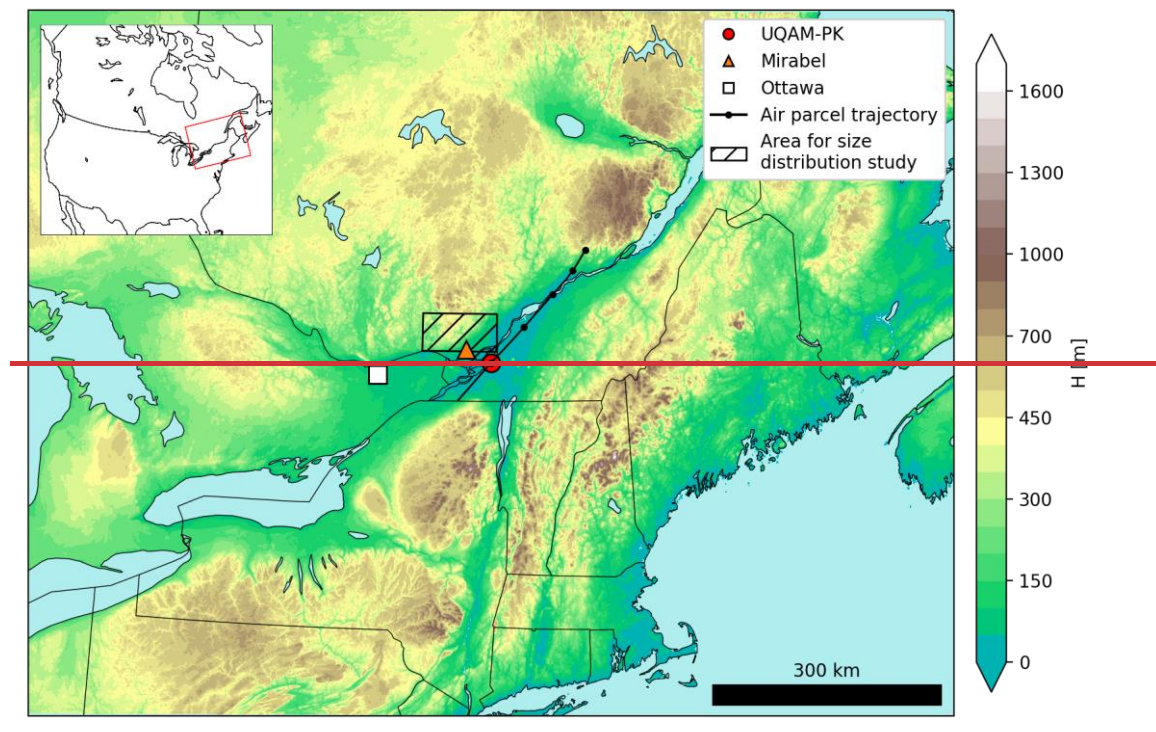 UQAM-PK
Mirabel
Ottawa
Air parcel trajectory
Area for size
distribution study
1600
1300
1000
700
450
300
150
0
H [m]
300 km